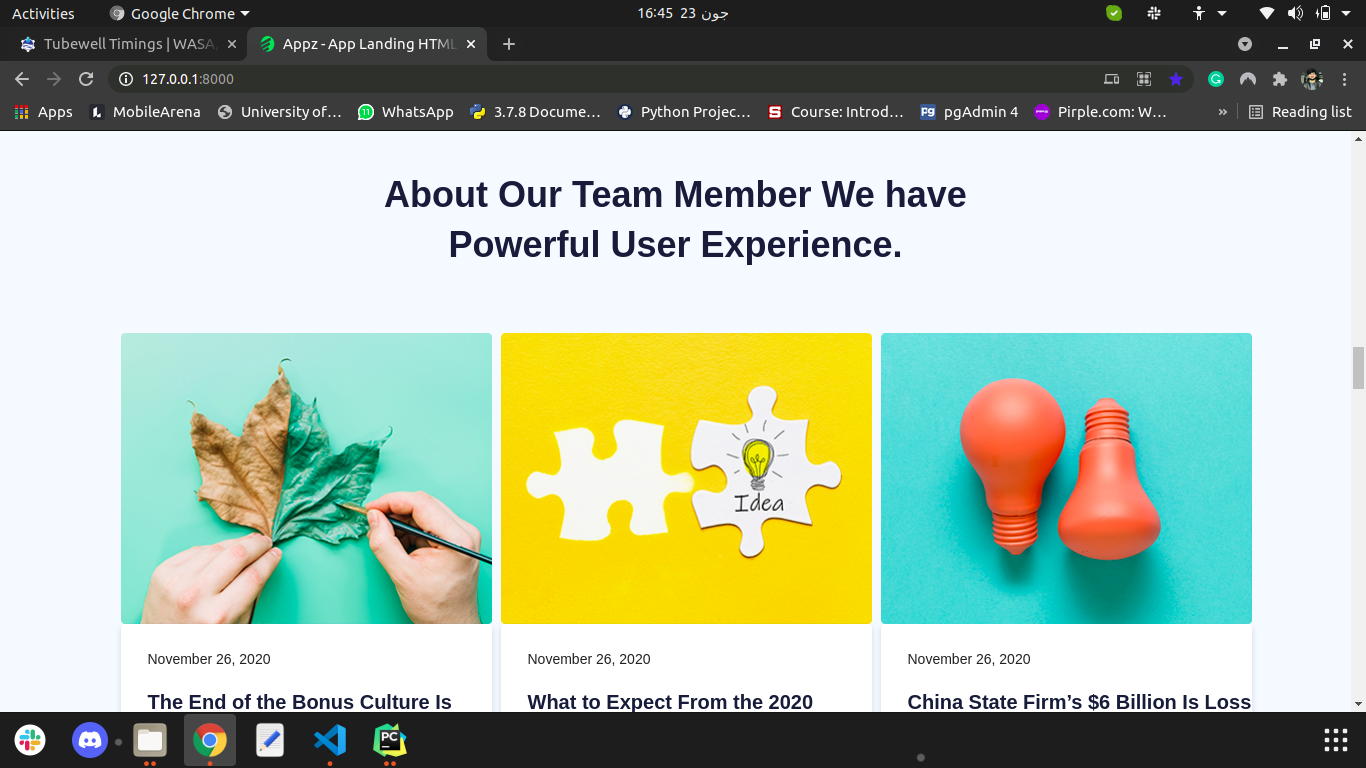 Activities
Google Chrome
16:45 23 جون
Tubewell Timings | WASA,
Appz - App Landing HTML
127.0.0.1:8000
Apps
MobileArena
University of…
WhatsApp
3.7.8 Docume…
Python Projec…
Course: Introd…
pgAdmin 4
Pirple.com: W…
»
Reading list
About Our Team Member We have
Powerful User Experience.
Idea
November 26, 2020
November 26, 2020
November 26, 2020
The End of the Bonus Culture Is
What to Expect From the 2020
China State Firm’s $6 Billion Is Loss